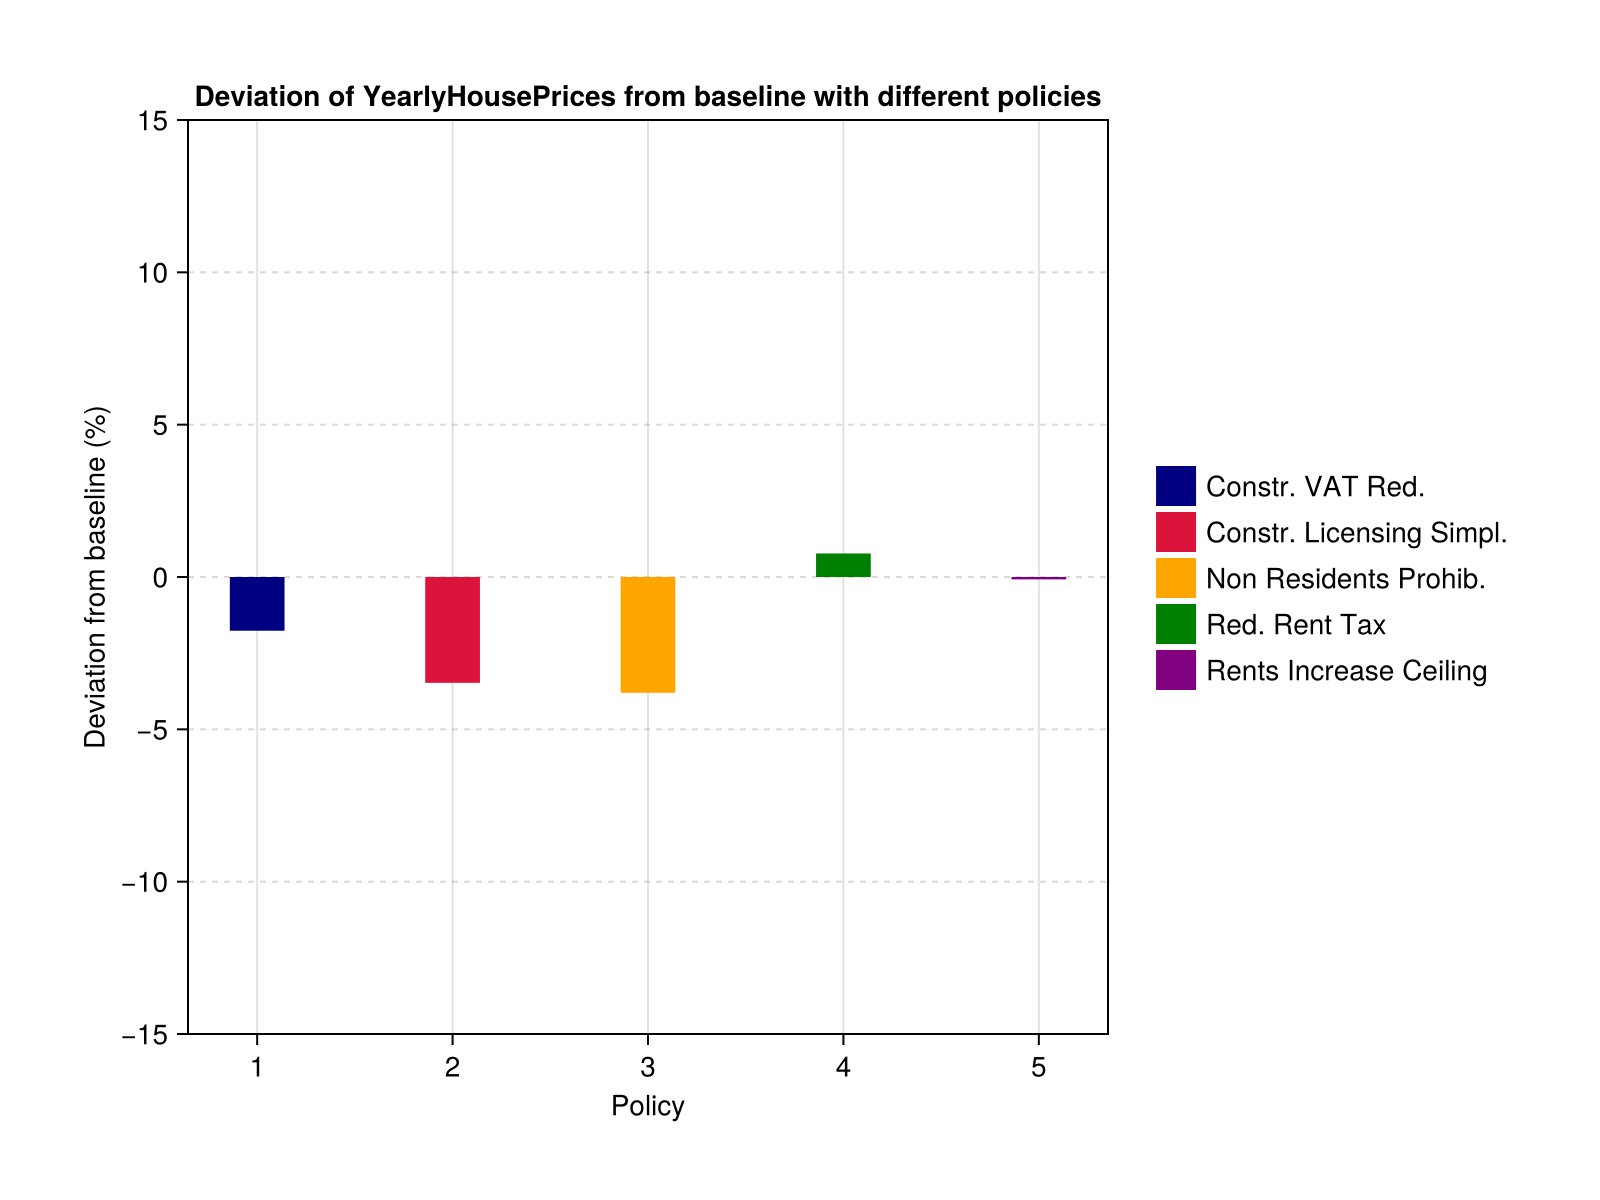 Deviation of YearlyHousePrices from baseline with different policies
15
10
5
0
−5
−10
−15
Deviation from baseline (%)
1 2 3 4 5
Policy
Constr. VAT Red.
Constr. Licensing Simpl.
Non Residents Prohib.
Red. Rent Tax
Rents Increase Ceiling